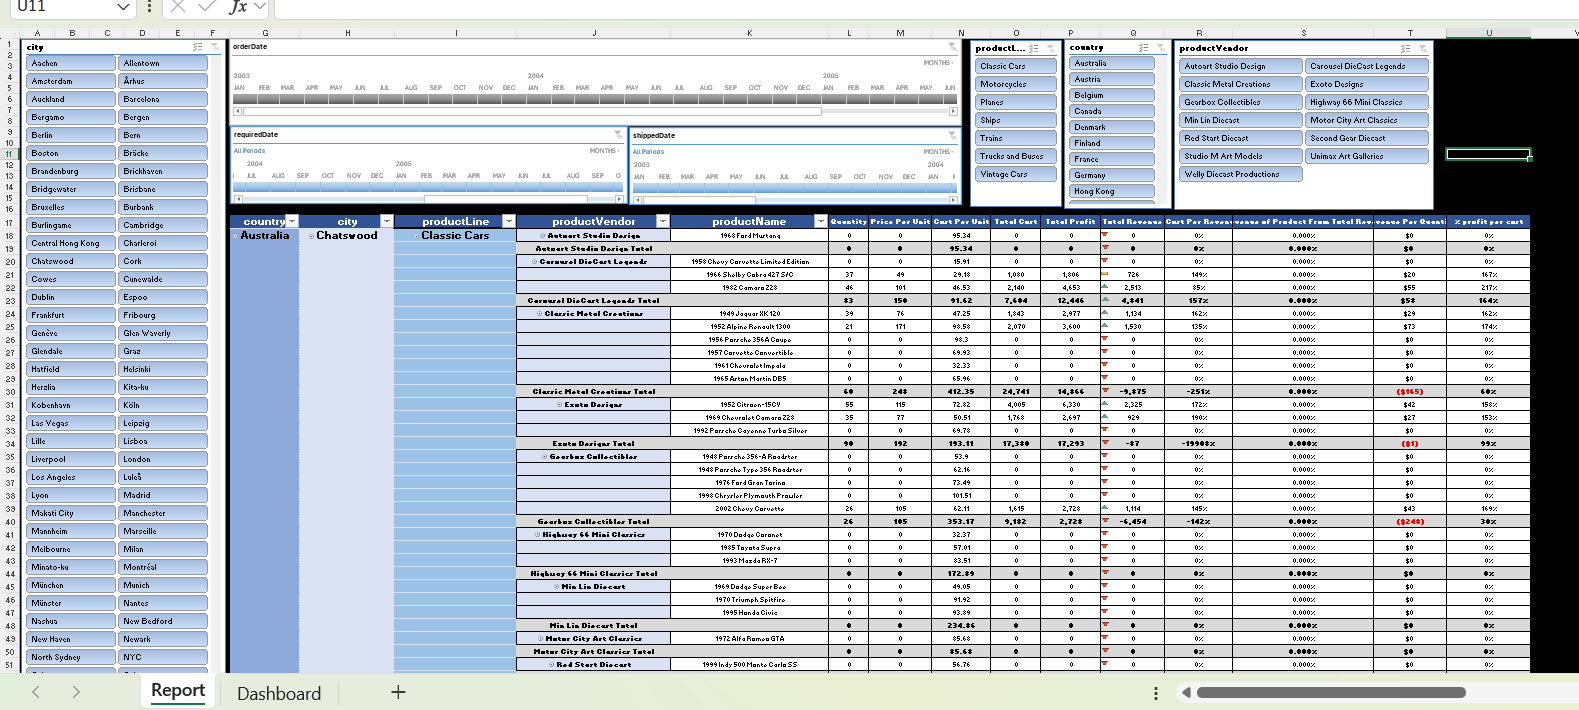 U11
fx
A B C D E F G H I J K L M N O P Q R S T U
city
Aachen Allentown
Amsterdam Århus
Auckland Barcelona
Bergamo Bergen
Berlin Bern
Boston Bräcke
Brandenburg Brickhaven
Bridgewater Brisbane
Bruxelles Burbank
Burlingame Cambridge
Central Hong Kong Charleroi
Chatswood Cork
Cowes Cunewalde
Dublin Espoo
Frankfurt Fribourg
Genève Glen Waverly
Glendale Graz
Hatfield Helsinki
Herzlia Kita-ku
Kobenhavn Köln
Las Vegas Leipzig
Lille Lisboa
Liverpool London
Los Angeles Luleå
Lyon Madrid
Makati City Manchester
Mannheim Marseille
Melbourne Milan
Minato-ku Montréal
München Munich
Münster Nantes
Nashua New Bedford
New Haven Newark
North Sydney NYC
orderDate
MONTHS
2003 2004 2005
JAN FEB MAR APR MAY JUN JUL AUG SEP OCT NOV DEC JAN FEB MAR APR MAY JUN JUL AUG SEP OCT NOV DEC JAN FEB MAR APR MAY JUN
requiredDate
All Periods MONTHS
2004 2005
JUL AUG SEP OCT NOV DEC JAN FEB MAR APR MAY JUN JUL AUG SEP O
shippedDate
All Periods MONTHS
2003 2004
JAN FEB MAR APR MAY JUN JUL AUG SEP OCT NOV DEC JAN
productL...
Classic Cars
Motorcycles
Planes
Ships
Trains
Trucks and Buses
Vintage Cars
country
Australia
Austria
Belgium
Canada
Denmark
Finland
France
Germany
Hong Kong
productVendor
Autoart Studio Design Carousel DieCast Legends
Classic Metal Creations Exoto Designs
Gearbox Collectibles Highway 66 Mini Classics
Min Lin Diecast Motor City Art Classics
Red Start Diecast Second Gear Diecast
Studio M Art Models Unimax Art Galleries
Welly Diecast Productions
country city productLine productVendor productName Quantity Price Per Unit Cost Per Unit Total Cost Total Profit Total Revenue Cost Per Revenu venue of Product From Total Reve venue Per Quanti % profit per cost
Australia Chatswood Classic Cars Autoart Studio Design 1968 Ford Mustang 0 0 95.34 0 0 0 0% 0.000% $0 0%
Autoart Studio Design Total 0 0 95.34 0 0 0 0% 0.000% $0 0%
Carousel DieCast Legends 1958 Chevy Corvette Limited Edition 0 0 15.91 0 0 0 0% 0.000% $0 0%
1966 Shelby Cobra 427 S/C 37 49 29.18 1,080 1,806 726 149% 0.000% $20 167%
1982 Camaro Z28 46 101 46.53 2,140 4,653 2,513 85% 0.000% $55 217%
Carousel DieCast Legends Total 83 150 91.62 7,604 12,446 4,841 157% 0.000% $58 164%
Classic Metal Creations 1949 Jaguar XK 120 39 76 47.25 1,843 2,977 1,134 162% 0.000% $29 162%
1952 Alpine Renault 1300 21 171 98.58 2,070 3,600 1,530 135% 0.000% $73 174%
1956 Porsche 356A Coupe 0 0 98.3 0 0 0 0% 0.000% $0 0%
1957 Corvette Convertible 0 0 69.93 0 0 0 0% 0.000% $0 0%
1961 Chevrolet Impala 0 0 32.33 0 0 0 0% 0.000% $0 0%
1965 Aston Martin DB5 0 0 65.96 0 0 0 0% 0.000% $0 0%
Classic Metal Creations Total 60 248 412.35 24,741 14,866 -9,875 -251% 0.000% ($165) 60%
Exoto Designs 1952 Citroen-15CV 55 115 72.82 4,005 6,330 2,325 172% 0.000% $42 158%
1969 Chevrolet Camaro Z28 35 77 50.51 1,768 2,697 929 190% 0.000% $27 153%
1992 Porsche Cayenne Turbo Silver 0 0 69.78 0 0 0 0% 0.000% $0 0%
Exoto Designs Total 90 192 193.11 17,380 17,293 -87 -19908% 0.000% ($1) 99%
Gearbox Collectibles 1948 Porsche 356-A Roadster 0 0 53.9 0 0 0 0% 0.000% $0 0%
1948 Porsche Type 356 Roadster 0 0 62.16 0 0 0 0% 0.000% $0 0%
1976 Ford Gran Torino 0 0 73.49 0 0 0 0% 0.000% $0 0%
1998 Chrysler Plymouth Prowler 0 0 101.51 0 0 0 0% 0.000% $0 0%
2002 Chevy Corvette 26 105 62.11 1,615 2,728 1,114 145% 0.000% $43 169%
Gearbox Collectibles Total 26 105 353.17 9,182 2,728 -6,454 -142% 0.000% ($248) 30%
Highway 66 Mini Classics 1970 Dodge Coronet 0 0 32.37 0 0 0 0% 0.000% $0 0%
1985 Toyota Supra 0 0 57.01 0 0 0 0% 0.000% $0 0%
1993 Mazda RX-7 0 0 83.51 0 0 0 0% 0.000% $0 0%
Highway 66 Mini Classics Total 0 0 172.89 0 0 0 0% 0.000% $0 0%
Min Lin Diecast 1969 Dodge Super Bee 0 0 49.05 0 0 0 0% 0.000% $0 0%
1970 Triumph Spitfire 0 0 91.92 0 0 0 0% 0.000% $0 0%
1995 Honda Civic 0 0 93.89 0 0 0 0% 0.000% $0 0%
Min Lin Diecast Total 0 0 234.86 0 0 0 0% 0.000% $0 0%
Motor City Art Classics 1972 Alfa Romeo GTA 0 0 85.68 0 0 0 0% 0.000% $0 0%
Motor City Art Classics Total 0 0 85.68 0 0 0 0% 0.000% $0 0%
Red Start Diecast 1999 Indy 500 Monte Carlo SS 0 0 56.76 0 0 0 0% 0.000% $0 0%
Report Dashboard